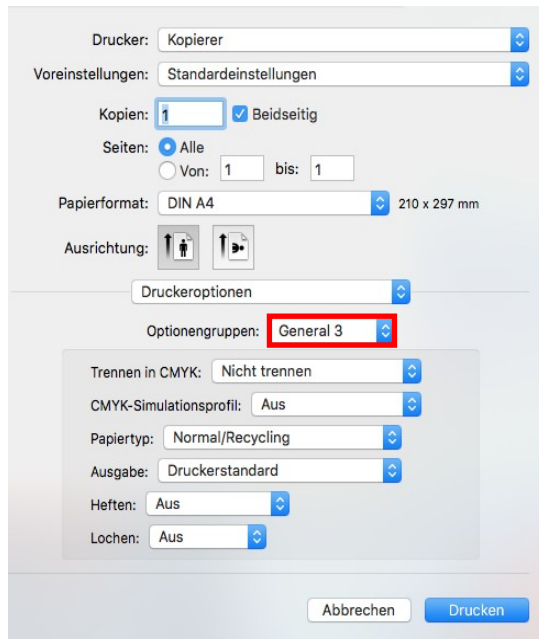 Drucker: Kopierer
Voreinstellungen: Standardeinstellungen
Kopien: 1 Beidseitig
Seiten: Alle
Von: 1 bis: 1
Papierformat: DIN A4 210 x 297 mm
Ausrichtung:
Druckeroptionen
Optionengruppen: General 3
Trennen in CMYK: Nicht trennen
CMYK-Simulationsprofil: Aus
Papiertyp: Normal/Recycling
Ausgabe: Druckerstandard
Heften: Aus
Lochen: Aus
Abbrechen Drucken